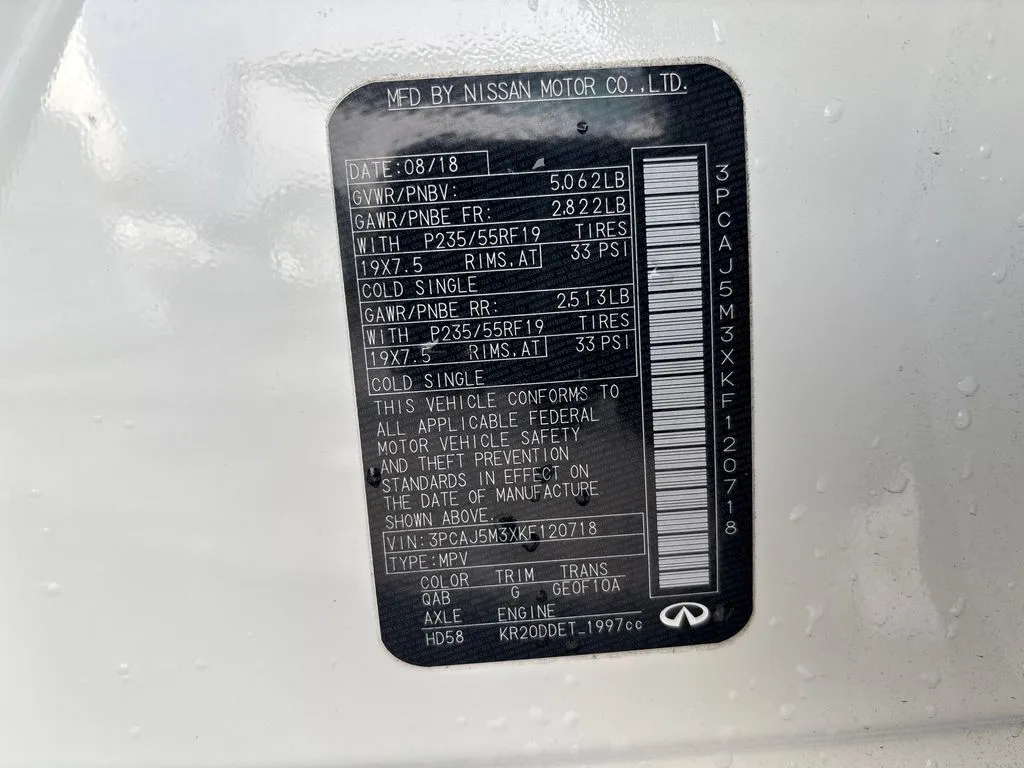 MFD BY NISSAN MOTOR CO.,LTD.
DATE:08/18
GVWR/PNBV: 5,062LB
GAWR/PNBE FR: 2,822LB
WITH P235/55RF19 TIRES
19X7.5 RIMS,AT 33 PSI
COLD SINGLE
GAWR/PNBE RR: 2,513LB
WITH P235/55RF19 TIRES
19X7.5 RIMS,AT 33 PSI
COLD SINGLE
THIS VEHICLE CONFORMS TO
ALL APPLICABLE FEDERAL
MOTOR VEHICLE SAFETY
AND THEFT PREVENTION
STANDARDS IN EFFECT ON
THE DATE OF MANUFACTURE
SHOWN ABOVE.
VIN:3PCAJ5M3XKF120718
TYPE:MPV
COLOR TRIM TRANS
QAB G GE0F10A
AXLE ENGINE
HD58 KR20DDET_1997cc
3PCAJ5M3XKF120718